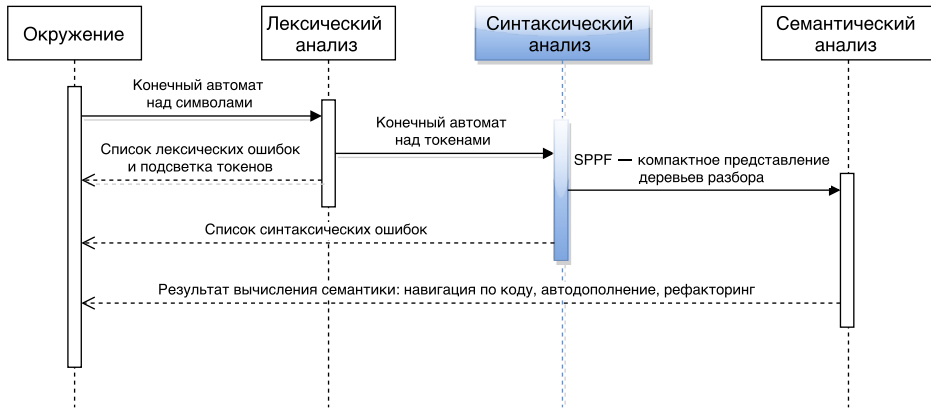 Окружение
Лексический
анализ
Синтаксический
анализ
Семантический
анализ
Конечный автомат
над символами
Конечный автомат
над токенами
Список лексических ошибок
и подсветка токенов
SPPF — компактное представление
деревьев разбора
Список синтаксических ошибок
Результат вычисления семантики: навигация по коду, автодополнение, рефакторинг